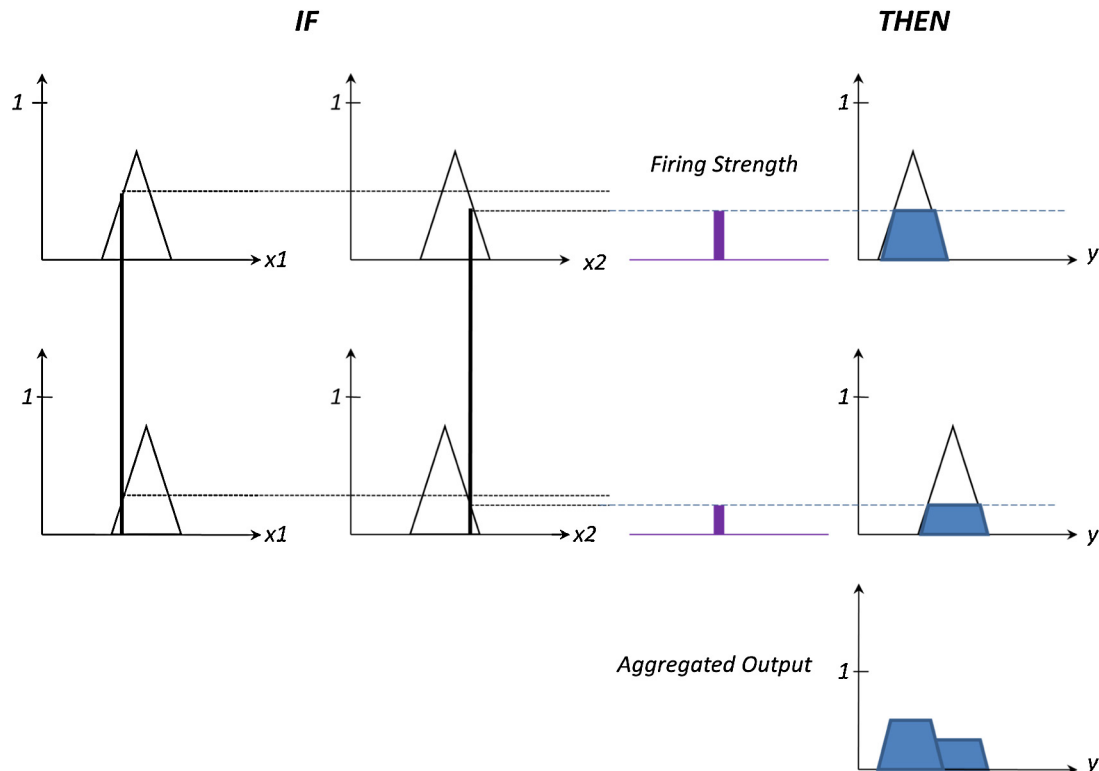 IF
THEN
1
1
1
Firing Strength
x1
x2
y
1
1
1
x1
x2
y
Aggregated Output
1
y